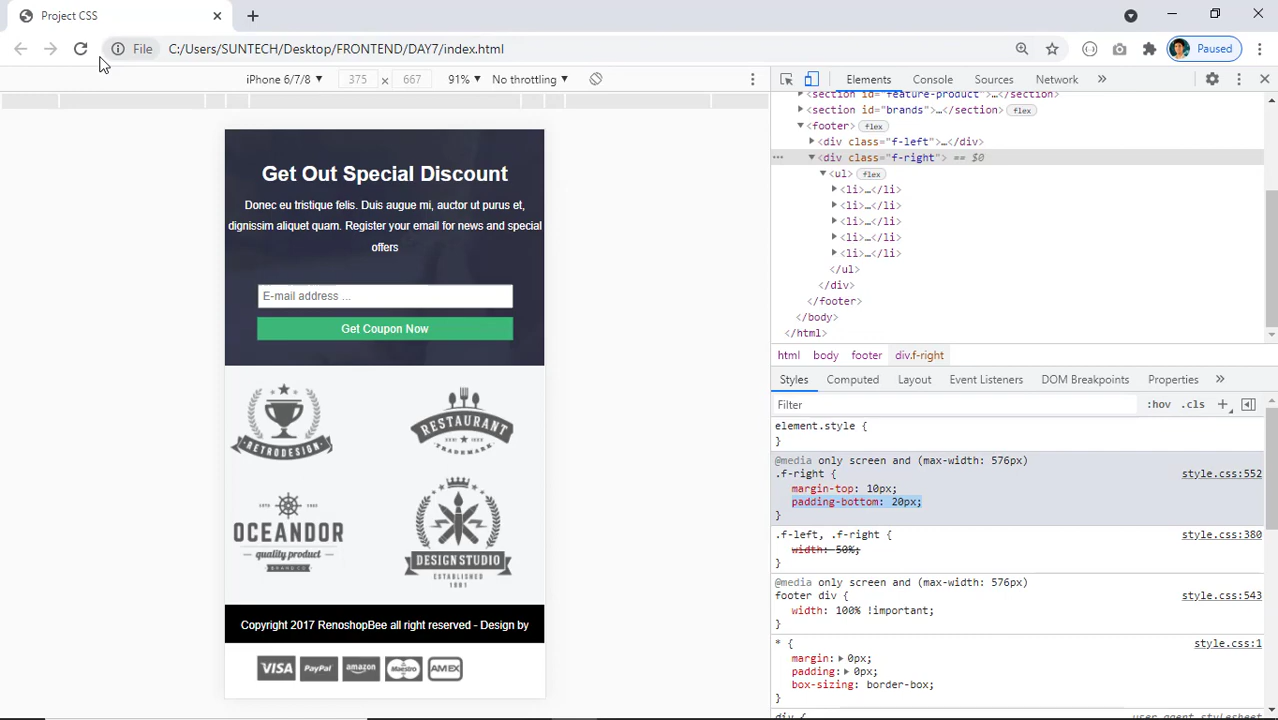 Project CSS
File C:/Users/SUNTECH/Desktop/FRONTEND/DAY7/index.html
Paused
iPhone 6/7/8 ▼ 375 × 667 91% ▼ No throttling ▼
Elements Console Sources Network »
Get Out Special Discount
Donec eu tristique felis. Duis augue mi, auctor ut purus et,
dignissim aliquet quam. Register your email for news and special
offers
E-mail address ...
Get Coupon Now
RETRODESIGN
RESTAURANT
TRADEMARK
OCEANDOR
quality product
BRAND CO
DESIGN STUDIO
ESTABLISHED
1981
Copyright 2017 RenoshopBee all right reserved - Design by
VISA PayPal amazon Maestro AMEX
<section id="feature-product">…</section>
<section id="brands">…</section> flex
<footer> flex
<div class="f-left">…</div>
<div class="f-right"> == $0
<ul> flex
<li>…</li>
<li>…</li>
<li>…</li>
<li>…</li>
<li>…</li>
</ul>
</div>
</footer>
</body>
</html>
html body footer div.f-right
Styles Computed Layout Event Listeners DOM Breakpoints Properties »
Filter :hov .cls +
element.style {
}
@media only screen and (max-width: 576px)
.f-right { style.css:552
margin-top: 10px;
padding-bottom: 20px;
}
.f-left, .f-right { style.css:380
width: 50%;
}
@media only screen and (max-width: 576px)
footer div { style.css:543
width: 100% !important;
}
* { style.css:1
margin: 0px;
padding: 0px;
box-sizing: border-box;
}
div { user agent stylesheet